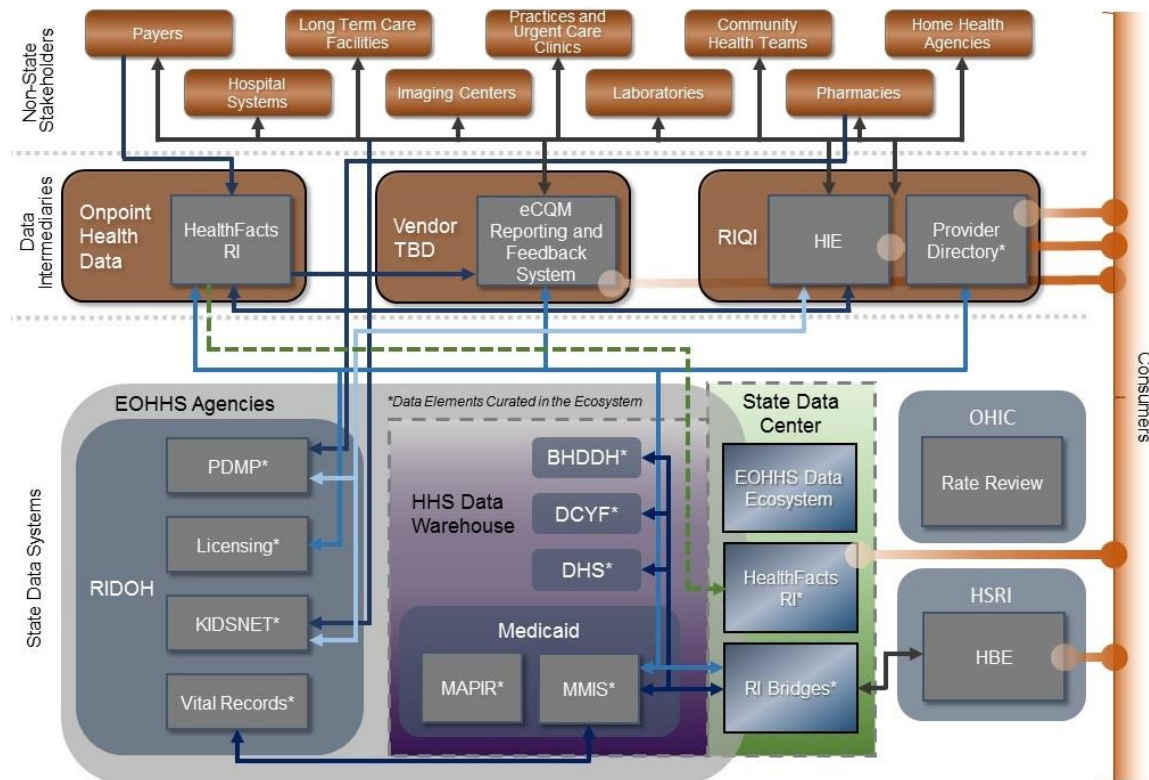 Non-State
Stakeholders
Payers
Long Term Care
Facilities
Practices and
Urgent Care
Clinics
Community
Health Teams
Home Health
Agencies
Hospital
Systems
Imaging Centers
Laboratories
Pharmacies
Data
Intermediaries
Onpoint
Health
Data
HealthFacts
RI
Vendor
TBD
eCQM
Reporting and
Feedback
System
RIQI
HIE
Provider
Directory*
Consumers
State Data Systems
EOHHS Agencies
*Data Elements Curated in the Ecosystem
State Data
Center
RIDOH
PDMP*
Licensing*
KIDSNET*
Vital Records*
HHS Data
Warehouse
BHDDH*
DCYF*
DHS*
Medicaid
MAPIR*
MMIS*
EOHHS Data
Ecosystem
HealthFacts
RI*
RI Bridges*
OHIC
Rate Review
HSRI
HBE